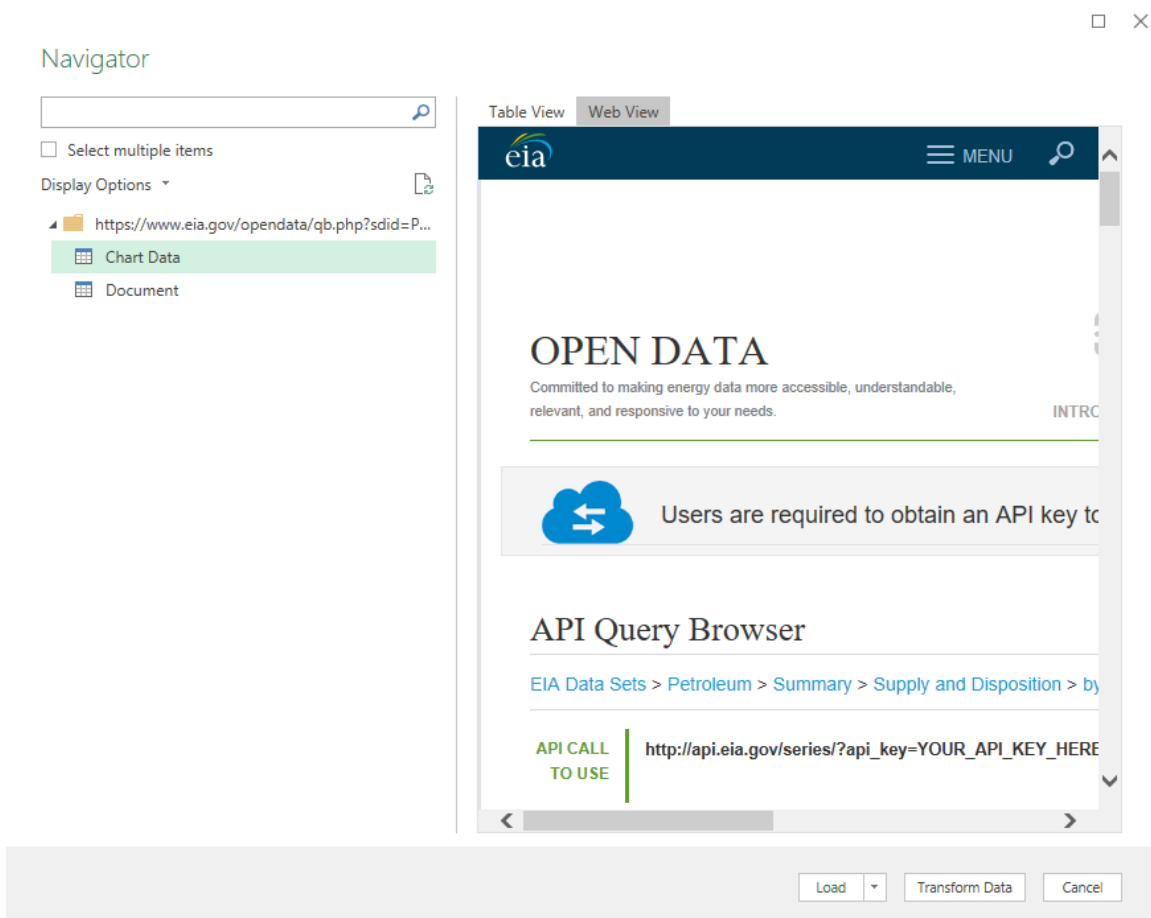 Navigator
Select multiple items
Display Options
https://www.eia.gov/opendata/qb.php?sdid=P...
Chart Data
Document
Table View Web View
eia MENU
OPEN DATA
Committed to making energy data more accessible, understandable,
relevant, and responsive to your needs.
INTRO
Users are required to obtain an API key to
API Query Browser
EIA Data Sets > Petroleum > Summary > Supply and Disposition > by
API CALL
TO USE
http://api.eia.gov/series/?api_key=YOUR_API_KEY_HERE
Load Transform Data Cancel